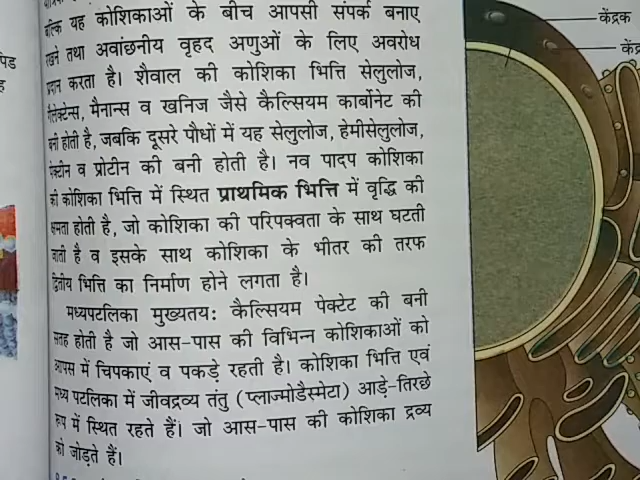 बल्कि यह कोशिकाओं के बीच आपसी संपर्क बनाए
रखने तथा अवांछनीय वृहद अणुओं के लिए अवरोध
प्रदान करता है। शैवाल की कोशिका भित्ति सेलुलोज,
गैलेक्टेन्स, मैनान्स व खनिज जैसे कैल्सियम कार्बोनेट की
बनी होती है, जबकि दूसरे पौधों में यह सेलुलोज, हेमीसेलुलोज,
पेक्टीन व प्रोटीन की बनी होती है। नव पादप कोशिका
की कोशिका भित्ति में स्थित प्राथमिक भित्ति में वृद्धि की
क्षमता होती है, जो कोशिका की परिपक्वता के साथ घटती
जाती है व इसके साथ कोशिका के भीतर की तरफ
द्वितीय भित्ति का निर्माण होने लगता है।
मध्यपटलिका मुख्यतयः कैल्सियम पेक्टेट की बनी
सतह होती है जो आस-पास की विभिन्न कोशिकाओं को
आपस में चिपकाएं व पकड़े रहती है। कोशिका भित्ति एवं
मध्य पटलिका में जीवद्रव्य तंतु (प्लाज्मोडैस्मेटा) आड़े-तिरछे
रूप में स्थित रहते हैं। जो आस-पास की कोशिका द्रव्य
को जोड़ते हैं।
केंद्रक